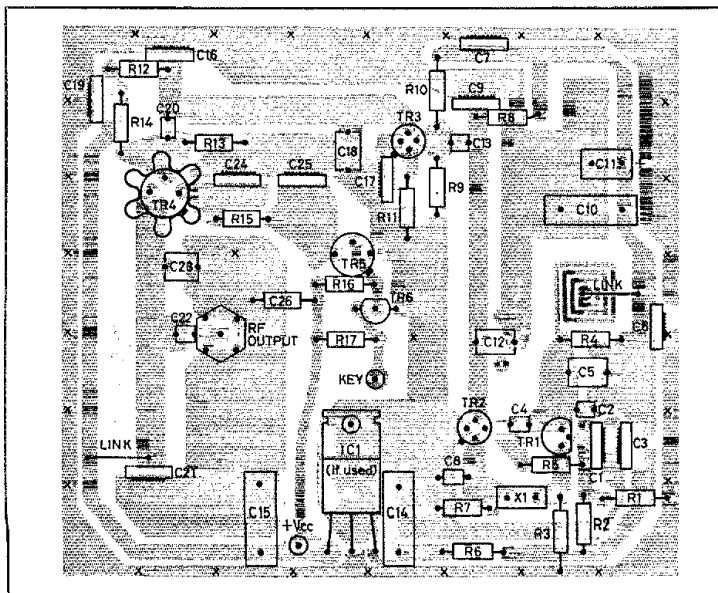 C16
C7
C19
R12
R10
C9
C20
R14
TR3
R8
R13
C18
C13
C11
C24
C25
C17
R9
TR4
R11
C10
R15
TR5
R16
LINK
C26
TR6
C6
C22
RF
OUTPUT
R17
C12
R4
C5
KEY
TR2
C4
C2
TR1
LINK
IC1
(if used)
R5
C1
C3
C21
C8
C15
C14
R7
X1
R1
+Vcc
R3
R2
R6